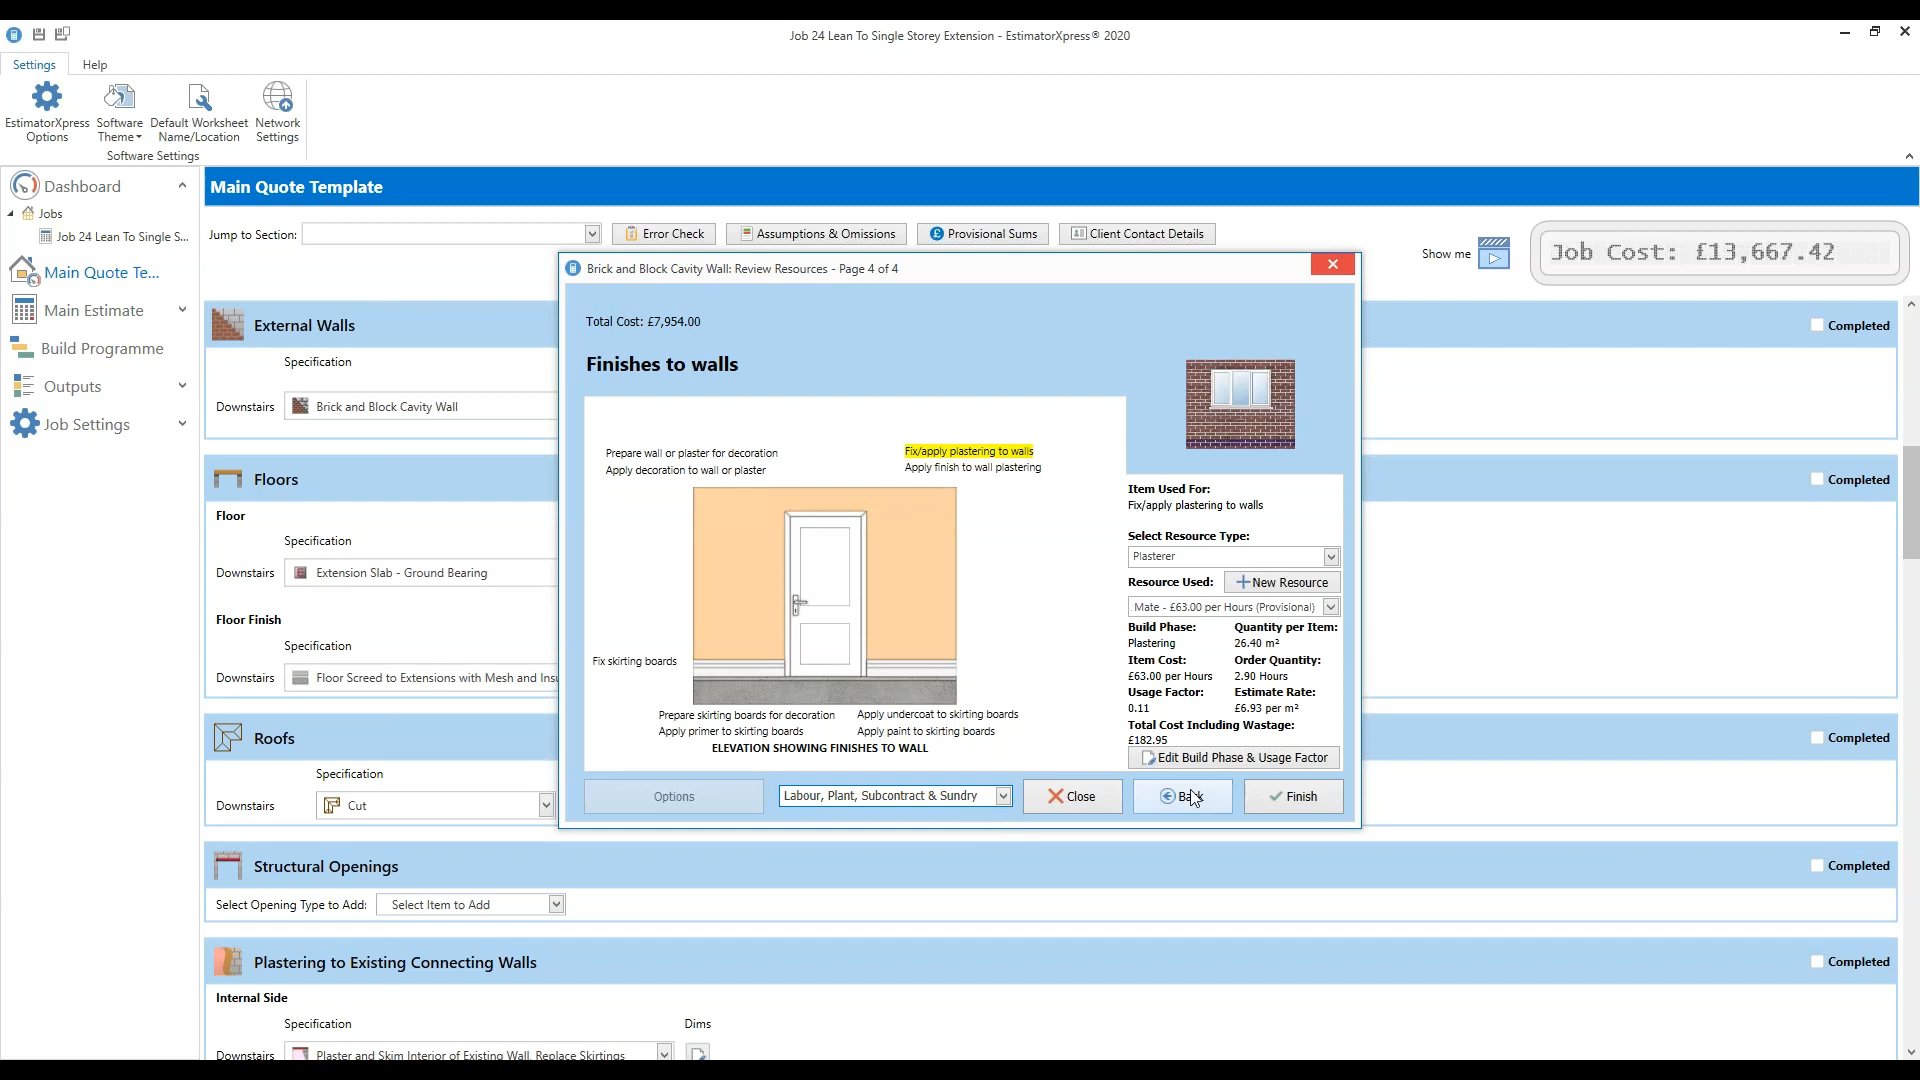 Job 24 Lean To Single Storey Extension - EstimatorXpress® 2020
Settings
Help
EstimatorXpress Options
Software Theme
Default Worksheet Name/Location
Network Settings
Software Settings
Dashboard
Jobs
Job 24 Lean To Single S...
Main Quote Te...
Main Estimate
Build Programme
Outputs
Job Settings
Main Quote Template
Jump to Section:
Error Check
Assumptions & Omissions
Provisional Sums
Client Contact Details
Show me
Job Cost: £13,667.42
External Walls
Completed
Specification
Downstairs
Brick and Block Cavity Wall
Floors
Completed
Floor
Specification
Downstairs
Extension Slab - Ground Bearing
Floor Finish
Specification
Downstairs
Floor Screed to Extensions with Mesh and Insu
Roofs
Completed
Specification
Downstairs
Cut
Structural Openings
Completed
Select Opening Type to Add:
Select Item to Add
Plastering to Existing Connecting Walls
Completed
Internal Side
Specification
Dims
Downstairs
Plaster and Skim Interior of Existing Wall. Replace Skirtings
Brick and Block Cavity Wall: Review Resources - Page 4 of 4
Total Cost: £7,954.00
Finishes to walls
Prepare wall or plaster for decoration
Apply decoration to wall or plaster
Fix/apply plastering to walls
Apply finish to wall plastering
Fix skirting boards
Prepare skirting boards for decoration
Apply undercoat to skirting boards
Apply primer to skirting boards
Apply paint to skirting boards
ELEVATION SHOWING FINISHES TO WALL
Item Used For:
Fix/apply plastering to walls
Select Resource Type:
Plasterer
Resource Used:
New Resource
. Mate - £63.00 per Hours (Provisional)
Build Phase:
Quantity per Item:
Plastering
26.40 m²
Item Cost:
Order Quantity:
£63.00 per Hours
2.90 Hours
Usage Factor:
Estimate Rate:
0.11
£6.93 per m²
Total Cost Including Wastage:
£182.95
Edit Build Phase & Usage Factor
Options
Labour, Plant, Subcontract & Sundry
Close
Back
Finish